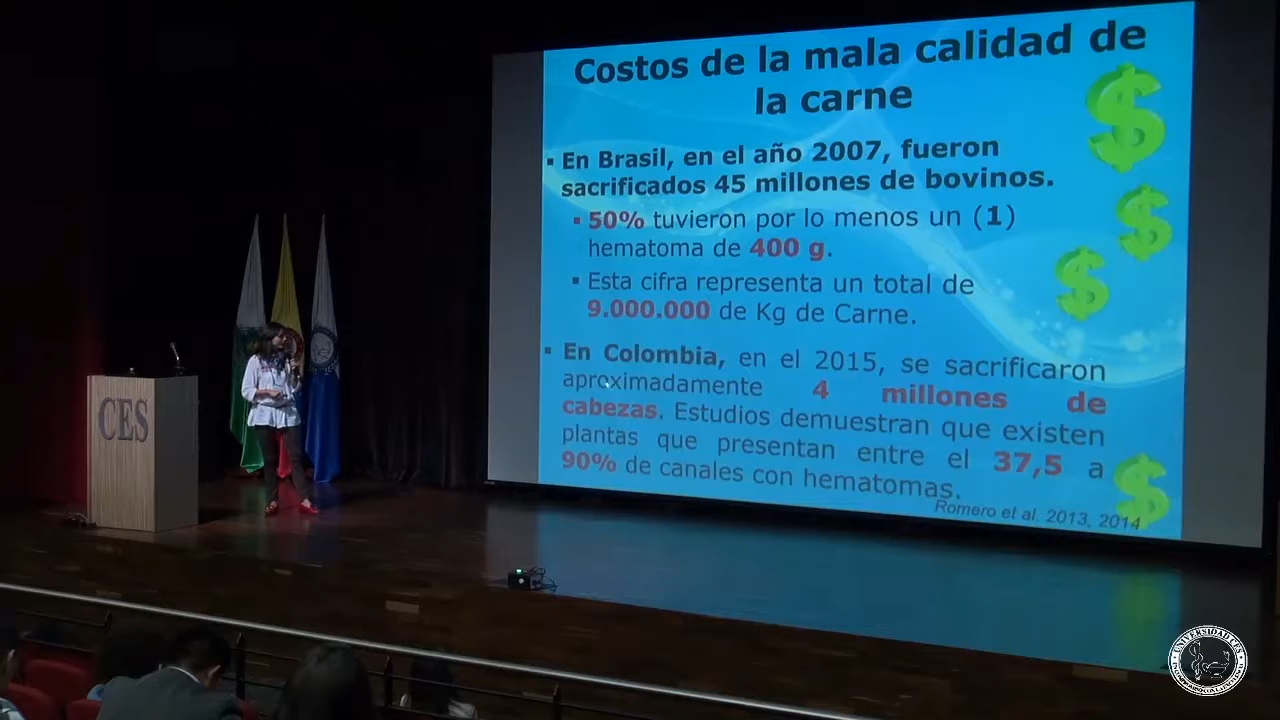 Costos de la mala calidad de
la carne
▪ En Brasil, en el año 2007, fueron
sacrificados 45 millones de bovinos.
▪ 50% tuvieron por lo menos un (1)
hematoma de 400 g.
▪ Esta cifra representa un total de
9.000.000 de Kg de Carne.
▪ En Colombia, en el 2015, se sacrificaron
aproximadamente 4 millones de
cabezas. Estudios demuestran que existen
plantas que presentan entre el 37,5 a
90% de canales con hematomas.
Romero et al. 2013, 2014
CES
UNIVERSIDAD CES